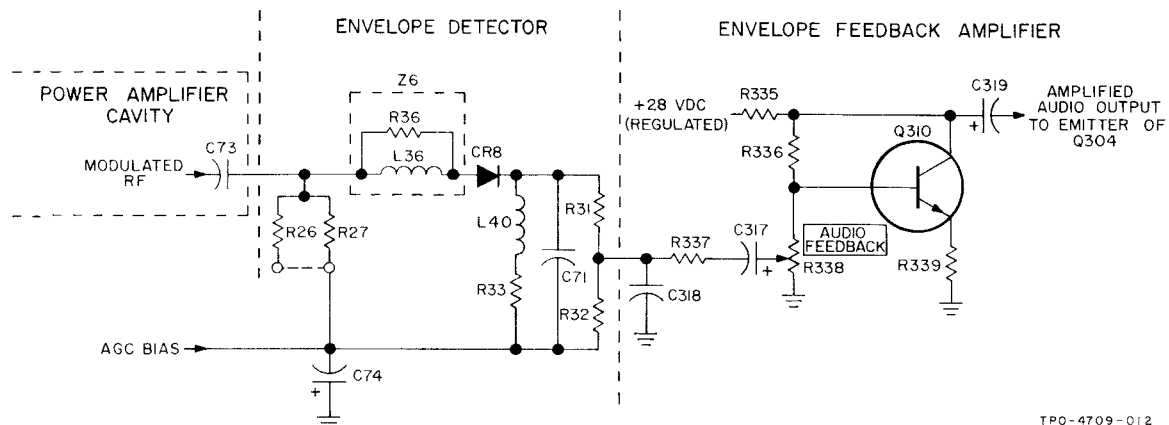 ENVELOPE DETECTOR
ENVELOPE FEEDBACK AMPLIFIER
POWER AMPLIFIER
CAVITY
MODULATED
RF
C73
Z6
R36
L36
CR8
R26
R27
L40
R33
C71
R31
R32
AGC BIAS
C74
+
+28 VDC
(REGULATED)
R335
R336
C319
+
AMPLIFIED
AUDIO OUTPUT
TO EMITTER OF
Q304
Q310
R337
C317
+
AUDIO
FEEDBACK
R338
R339
C318
TPO-4709-012